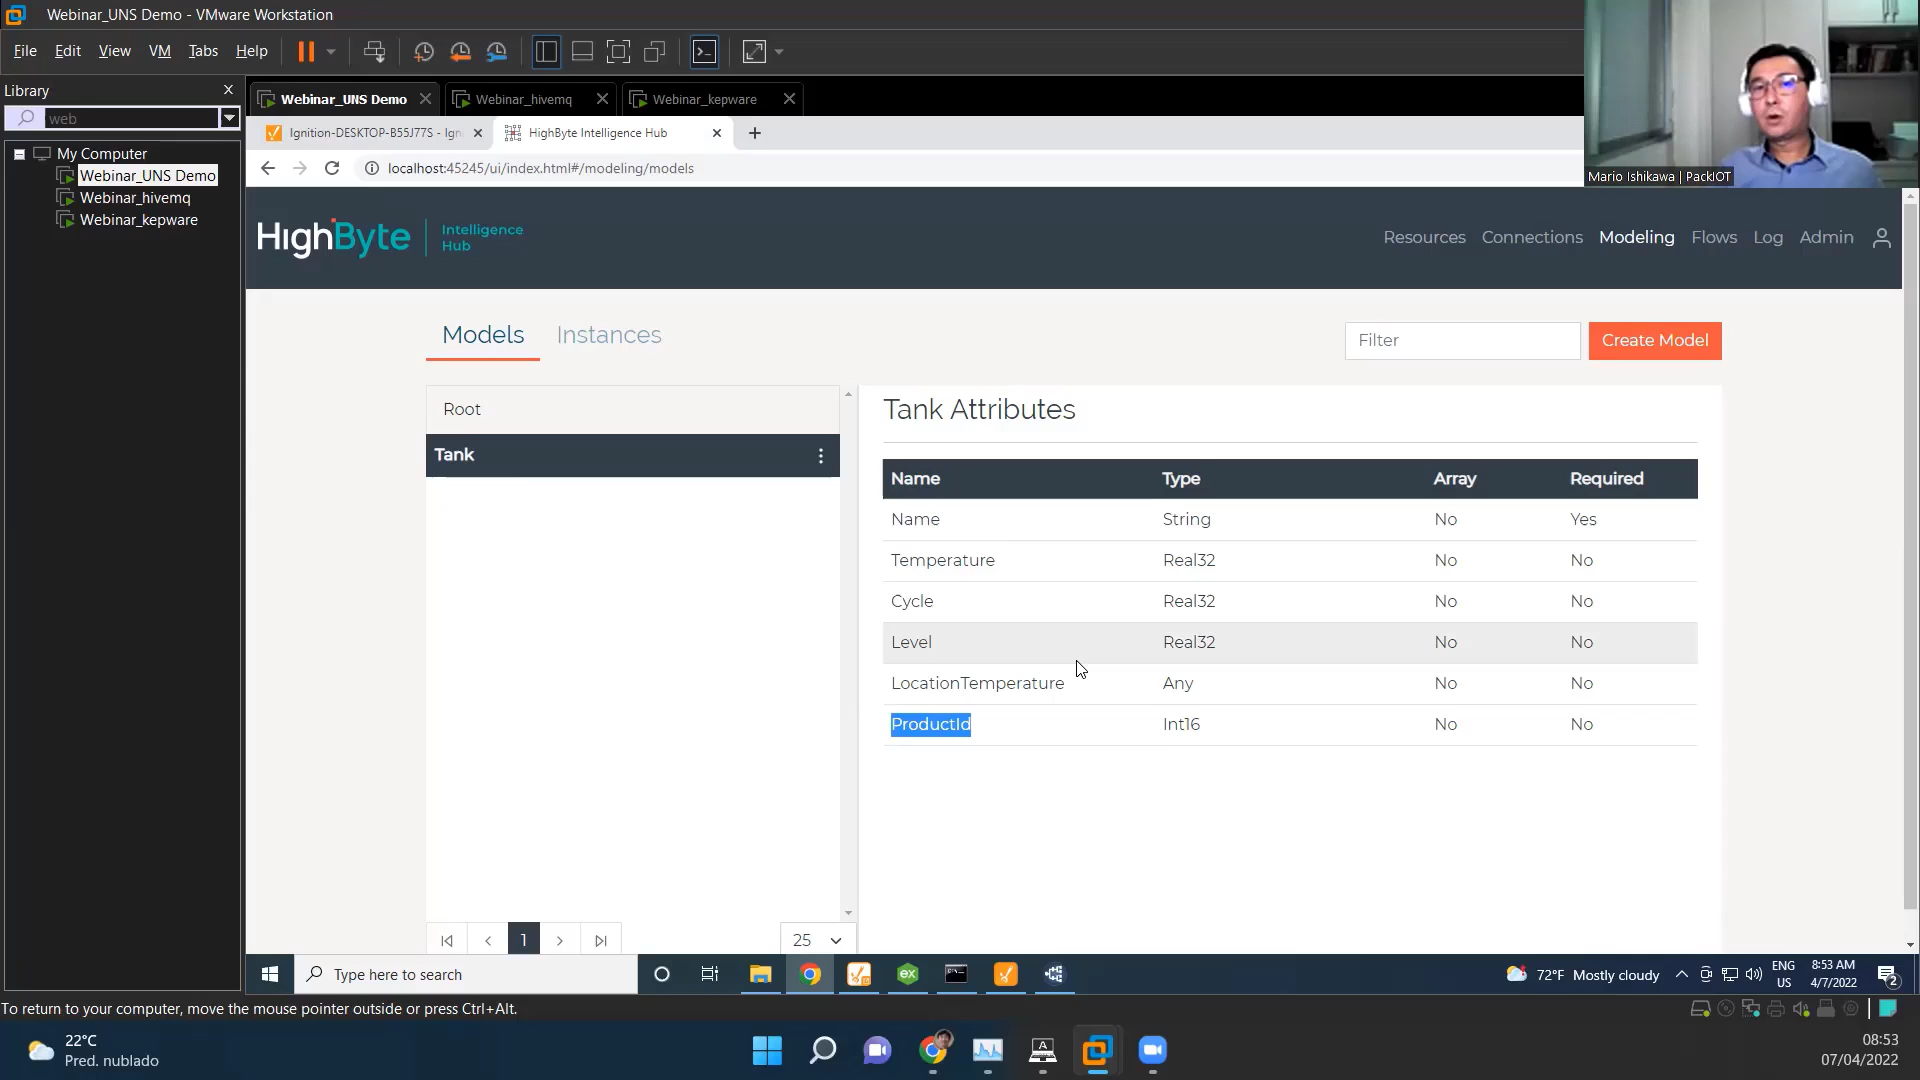 Webinar_UNS Demo - VMware Workstation
File Edit View VM Tabs Help
Mario Ishikawa | PackIOT
Library
web
My Computer
Webinar_UNS Demo
Webinar_hivemq
Webinar_kepware
Webinar_UNS Demo
Webinar_hivemq
Webinar_kepware
Ignition-DESKTOP-B55J77S - Igni
HighByte Intelligence Hub
localhost:45245/ui/index.html#/modeling/models
HighByte
Intelligence
Hub
Resources Connections Modeling Flows Log Admin
Models Instances
Filter
Create Model
Root
Tank
Tank Attributes
Name Type Array Required
Name String No Yes
Temperature Real32 No No
Cycle Real32 No No
Level Real32 No No
LocationTemperature Any No No
ProductId Int16 No No
1
25
Type here to search
ex
72°F Mostly cloudy
ENG
US
8:53 AM
4/7/2022
2
To return to your computer, move the mouse pointer outside or press Ctrl+Alt.
22°C
Pred. nublado
A
08:53
07/04/2022